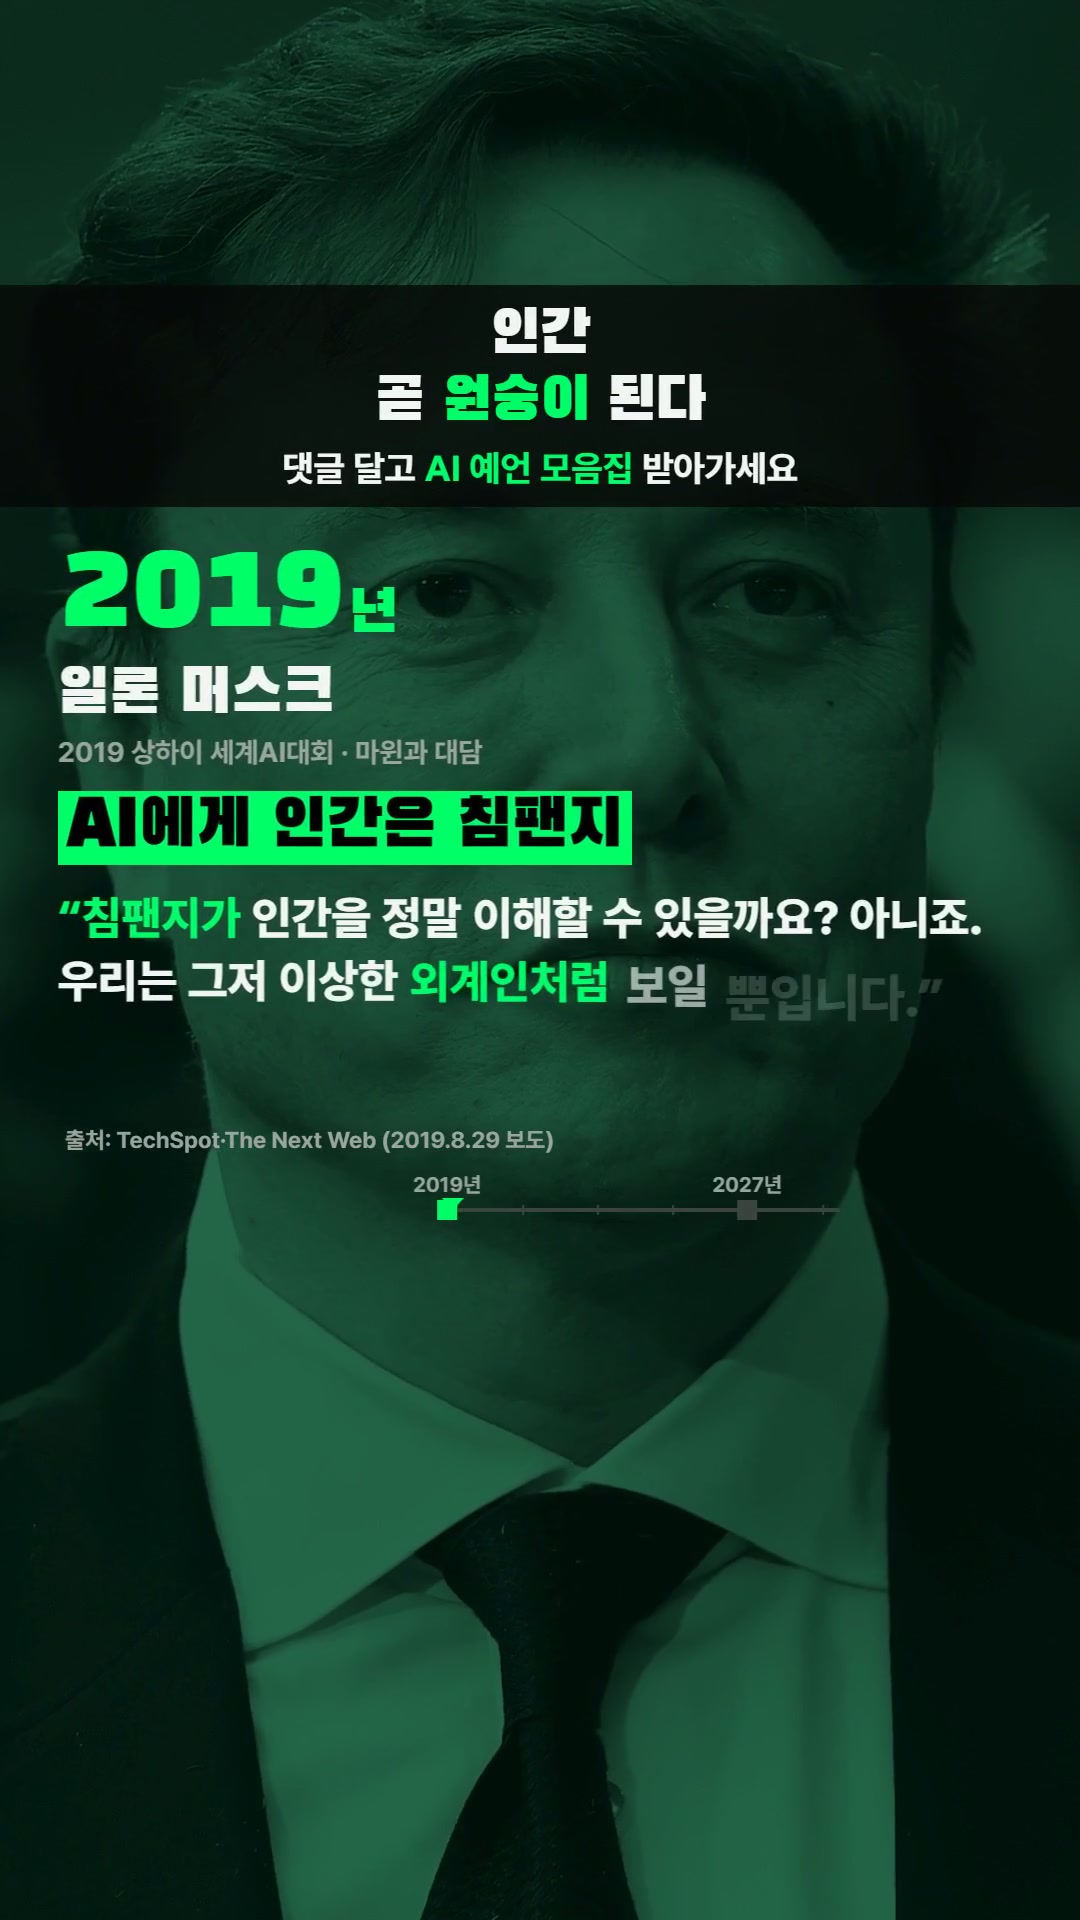 인간
곧 원숭이 된다
댓글 달고 AI 예언 모음집 받아가세요
2019년
일론 머스크
2019 상하이 세계AI대회 · 마윈과 대담
AI에게 인간은 침팬지
“침팬지가 인간을 정말 이해할 수 있을까요? 아니죠.
우리는 그저 이상한 외계인처럼 보일 뿐입니다.”
출처: TechSpot·The Next Web (2019.8.29 보도)
2019년 2027년